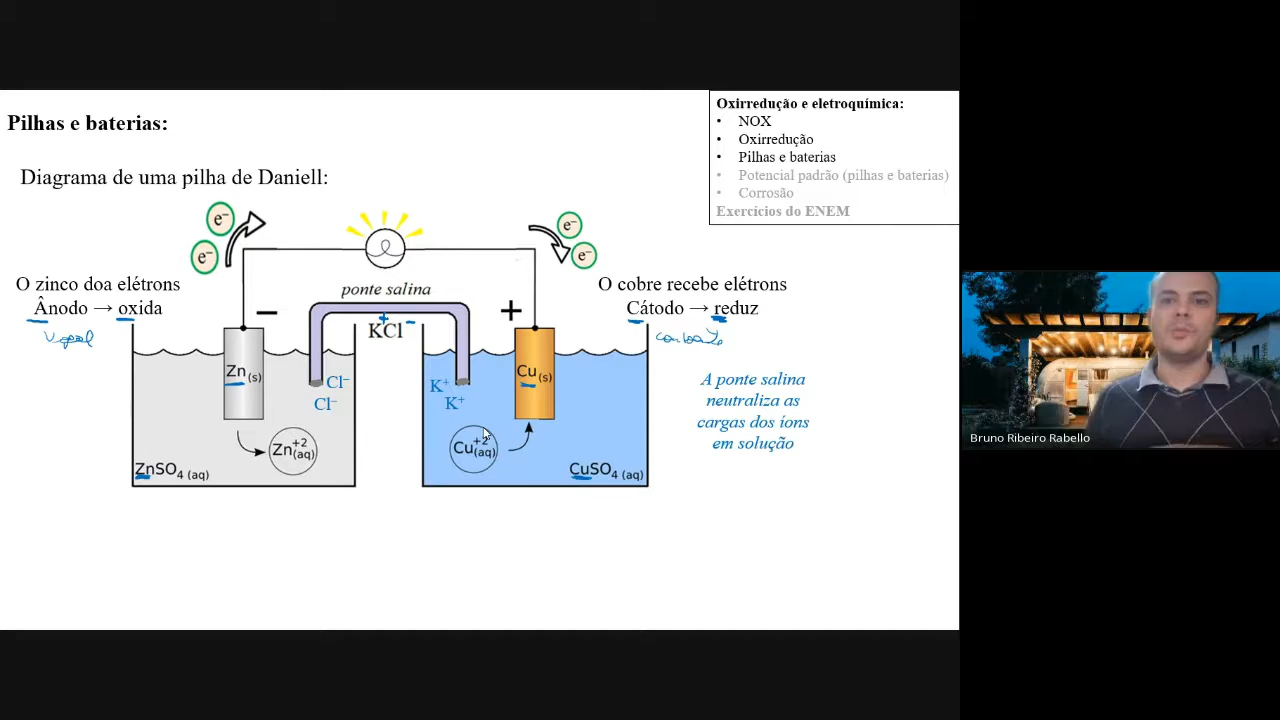 Pilhas e baterias:
Oxirredução e eletroquímica:
• NOX
• Oxirredução
• Pilhas e baterias
• Potencial padrão (pilhas e baterias)
• Corrosão
Exercícios do ENEM
Diagrama de uma pilha de Daniell:
e⁻
e⁻
e⁻
e⁻
O zinco doa elétrons
Ânodo → oxida
vogal
ponte salina
KCl
+ −
−
+
O cobre recebe elétrons
Cátodo → reduz
consoante
Zn(s)
Cl⁻
Cl⁻
K⁺
K⁺
Cu(s)
Zn⁺²(aq)
Cu⁺²(aq)
ZnSO₄ (aq)
CuSO₄ (aq)
A ponte salina
neutraliza as
cargas dos íons
em solução
Bruno Ribeiro Rabello